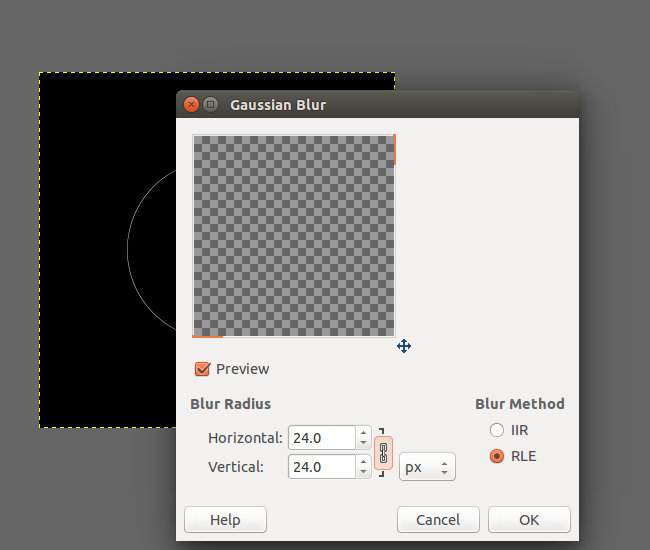 Gaussian Blur
Preview
Blur Radius
Blur Method
Horizontal: 24.0
IIR
Vertical: 24.0
px
RLE
Help
Cancel
OK